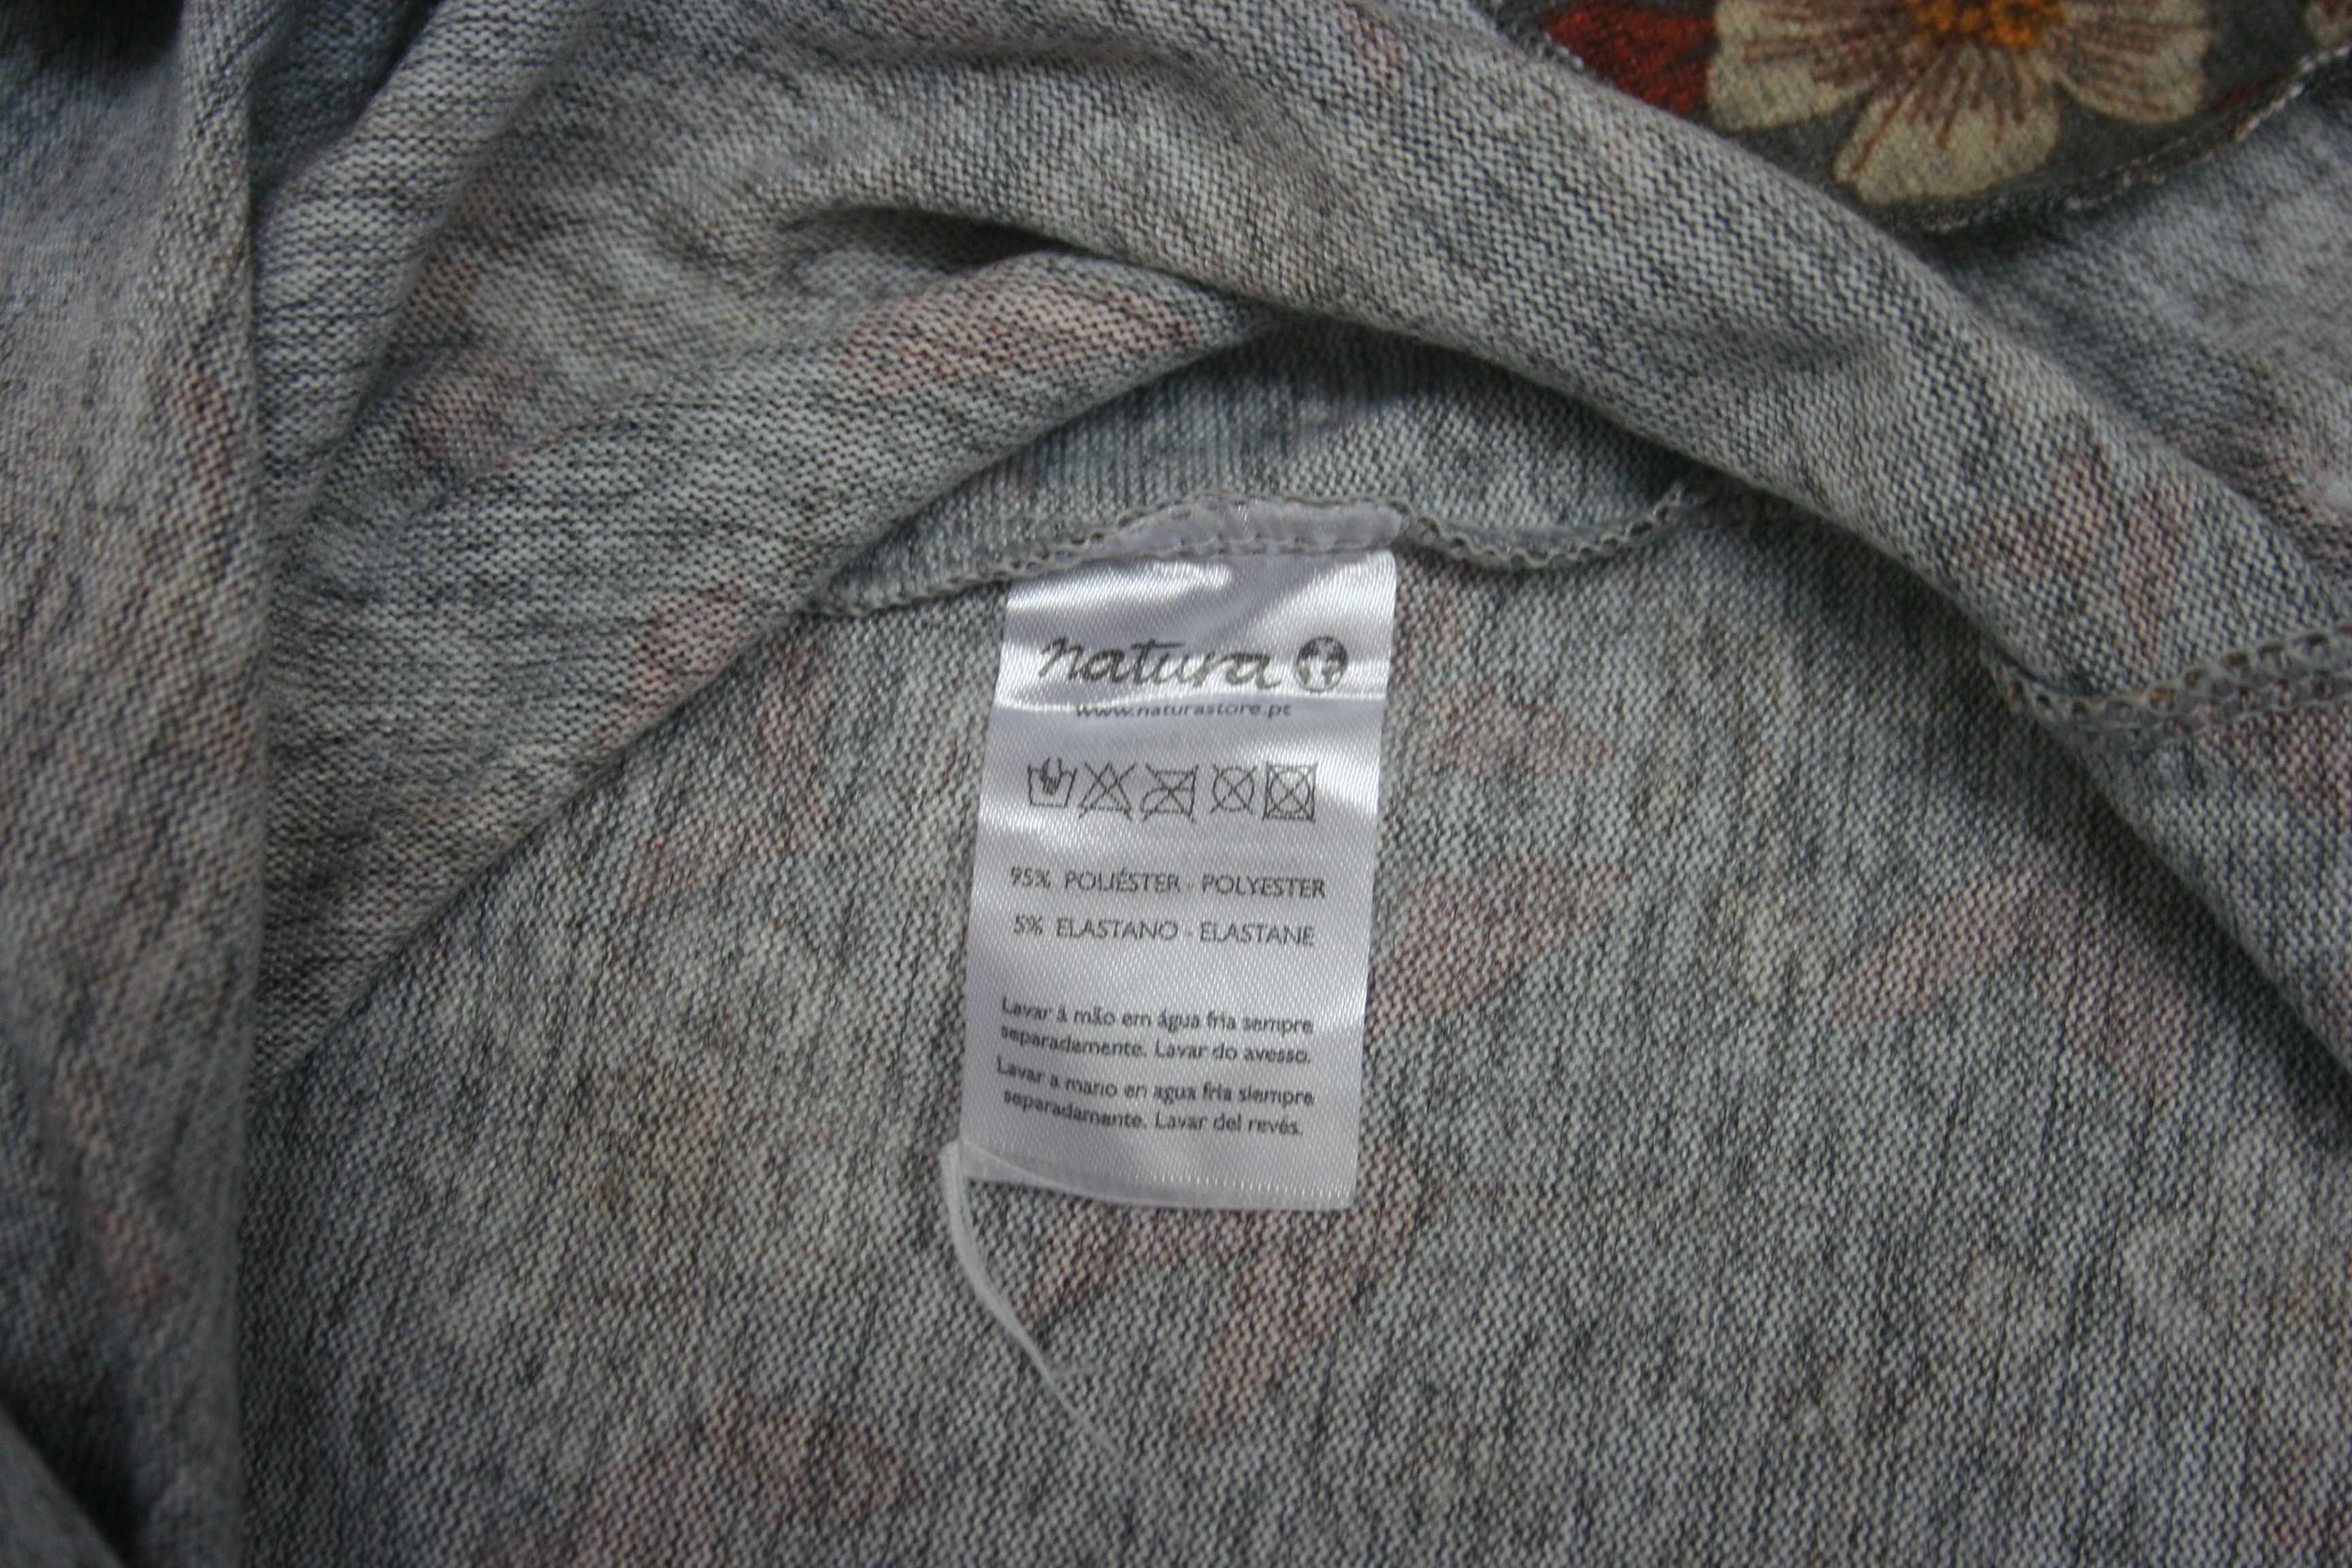 natura
www.naturastore.pt
95% POLIÉSTER - POLYESTER
5% ELASTANO - ELASTANE
Lavar à mão em água fria sempre
separadamente. Lavar do avesso.
Lavar a mano en agua fria siempre
separadamente. Lavar del revés.